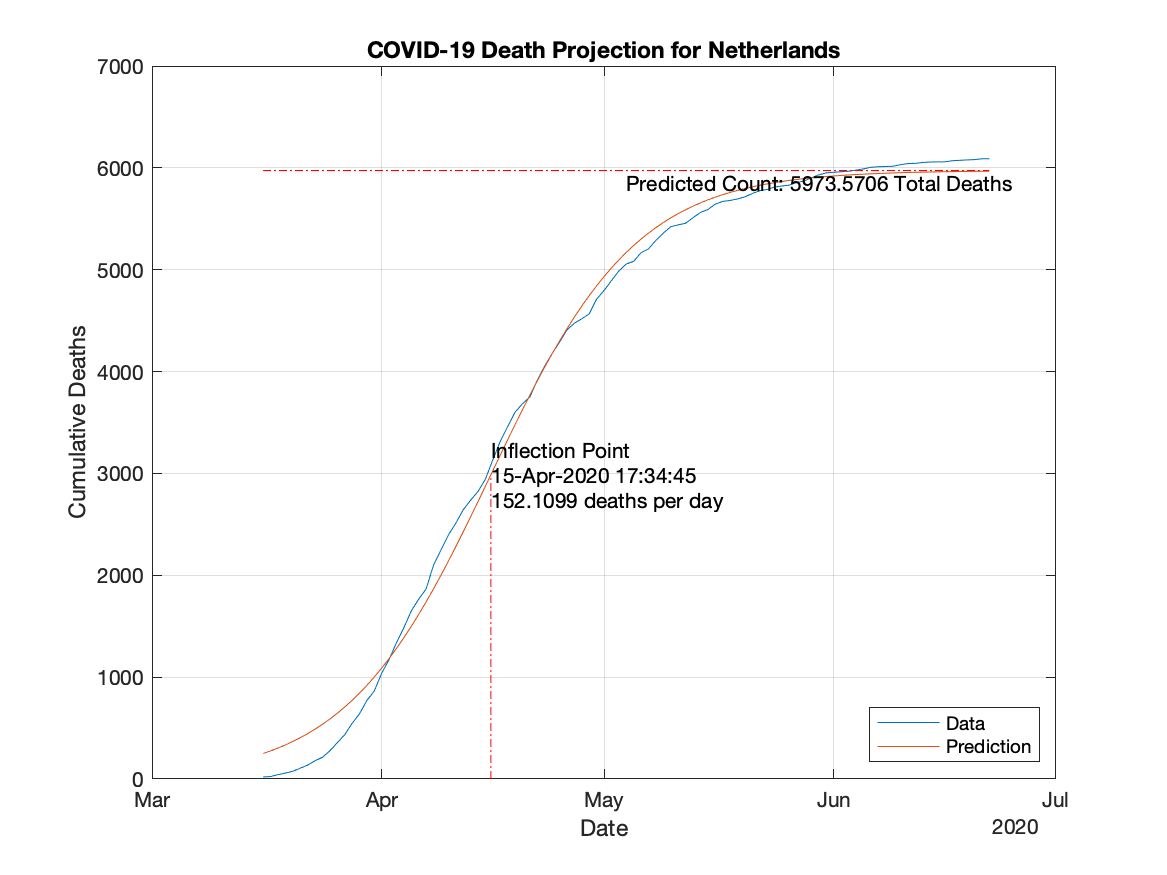 COVID-19 Death Projection for Netherlands
7000
6000
5000
4000
3000
2000
1000
0
Cumulative Deaths
Predicted Count: 5973.5706 Total Deaths
Inflection Point
15-Apr-2020 17:34:45
152.1099 deaths per day
Data
Prediction
Mar Apr May Jun Jul
Date
2020